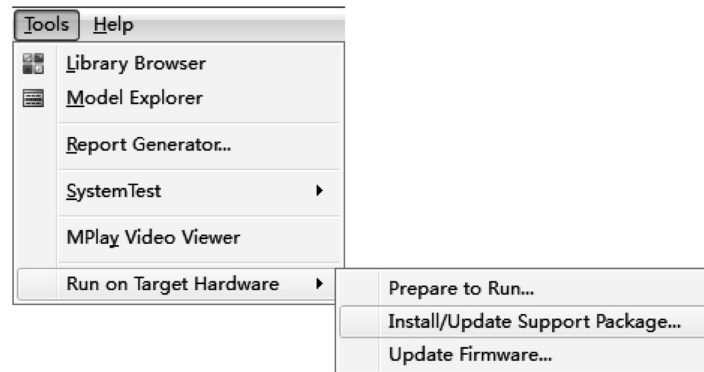 Tools Help
Library Browser
Model Explorer
Report Generator...
SystemTest
MPlay Video Viewer
Run on Target Hardware
Prepare to Run...
Install/Update Support Package...
Update Firmware...